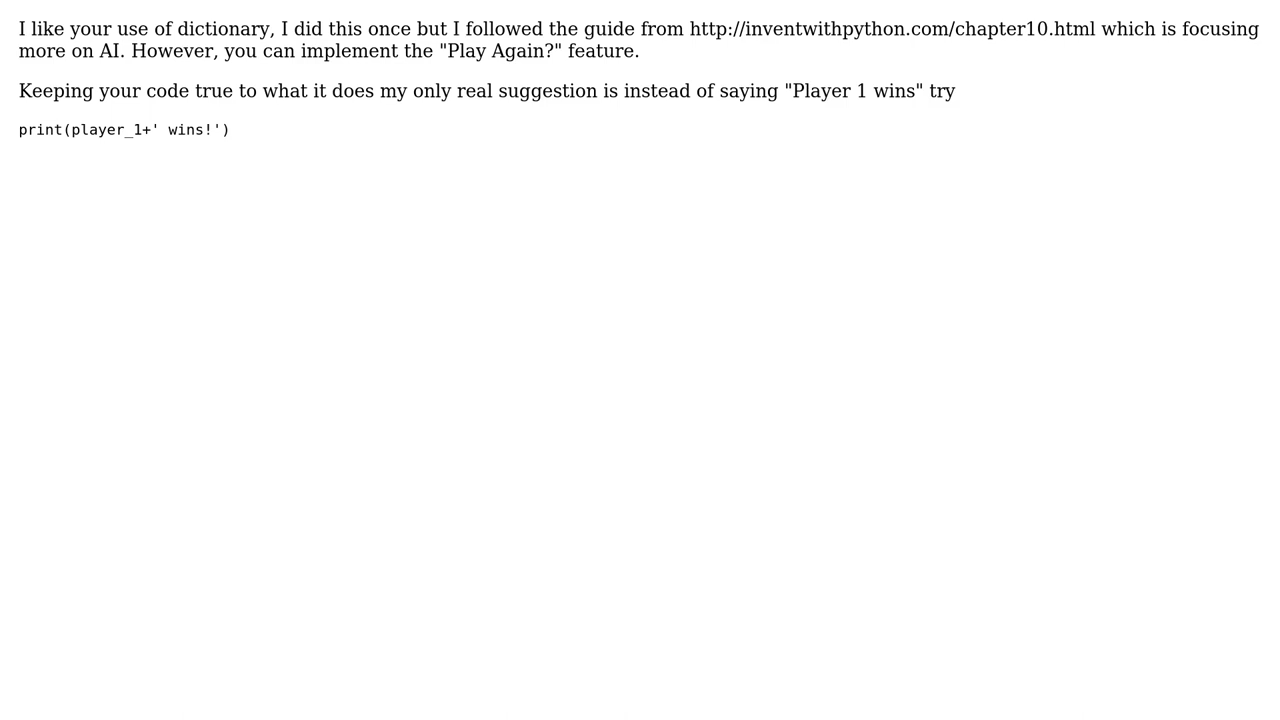 I like your use of dictionary, I did this once but I followed the guide from http://inventwithpython.com/chapter10.html which is focusing
more on AI. However, you can implement the "Play Again?" feature.
Keeping your code true to what it does my only real suggestion is instead of saying "Player 1 wins" try
print(player_1+' wins!')